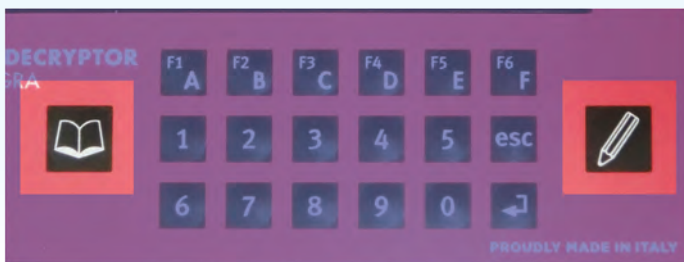 DECRYPTOR
GRA
F1 A F2 B F3 C F4 D F5 E F6 F
1 2 3 4 5 esc
6 7 8 9 0
PROUDLY MADE IN ITALY